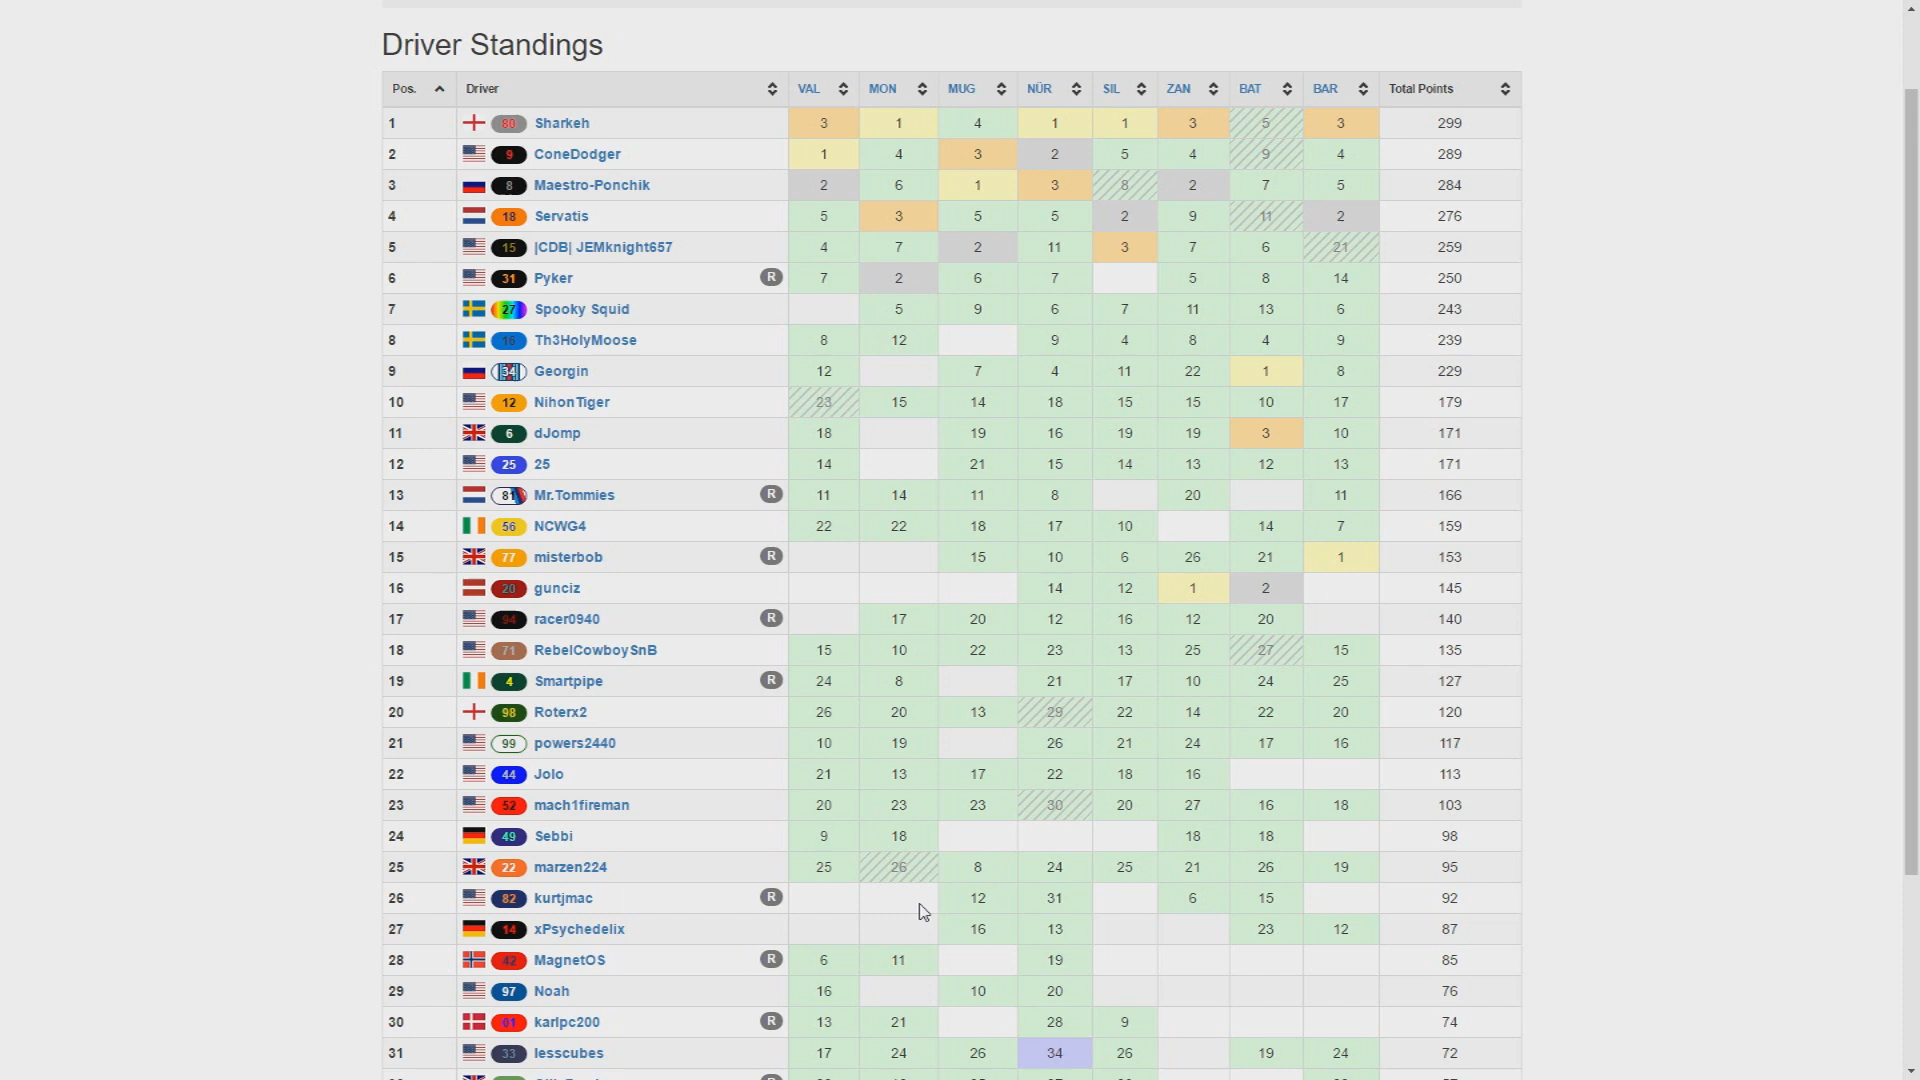 Driver Standings
Pos. Driver VAL MON MUG NÜR SIL ZAN BAT BAR Total Points
1 80 Sharkeh 3 1 4 1 1 3 5 3 299
2 9 ConeDodger 1 4 3 2 5 4 9 4 289
3 8 Maestro-Ponchik 2 6 1 3 8 2 7 5 284
4 18 Servatis 5 3 5 5 2 9 11 2 276
5 15 |CDB| JEMknight657 4 7 2 11 3 7 6 21 259
6 31 Pyker R 7 2 6 7 5 8 14 250
7 27 Spooky Squid 5 9 6 7 11 13 6 243
8 16 Th3HolyMoose 8 12 9 4 8 4 9 239
9 34 Georgin 12 7 4 11 22 1 8 229
10 12 NihonTiger 23 15 14 18 15 15 10 17 179
11 6 dJomp 18 19 16 19 19 3 10 171
12 25 25 14 21 15 14 13 12 13 171
13 81 Mr.Tommies R 11 14 11 8 20 11 166
14 56 NCWG4 22 22 18 17 10 14 7 159
15 77 misterbob R 15 10 6 26 21 1 153
16 20 gunciz 14 12 1 2 145
17 94 racer0940 R 17 20 12 16 12 20 140
18 71 RebelCowboySnB 15 10 22 23 13 25 27 15 135
19 4 Smartpipe R 24 8 21 17 10 24 25 127
20 98 Roterx2 26 20 13 29 22 14 22 20 120
21 99 powers2440 10 19 26 21 24 17 16 117
22 44 Jolo 21 13 17 22 18 16 113
23 52 mach1fireman 20 23 23 30 20 27 16 18 103
24 49 Sebbi 9 18 18 18 98
25 22 marzen224 25 26 8 24 25 21 26 19 95
26 82 kurtjmac R 12 31 6 15 92
27 14 xPsychedelix 16 13 23 12 87
28 42 MagnetOS R 6 11 19 85
29 97 Noah 16 10 20 76
30 61 karlpc200 R 13 21 28 9 74
31 33 lesscubes 17 24 26 34 26 19 24 72